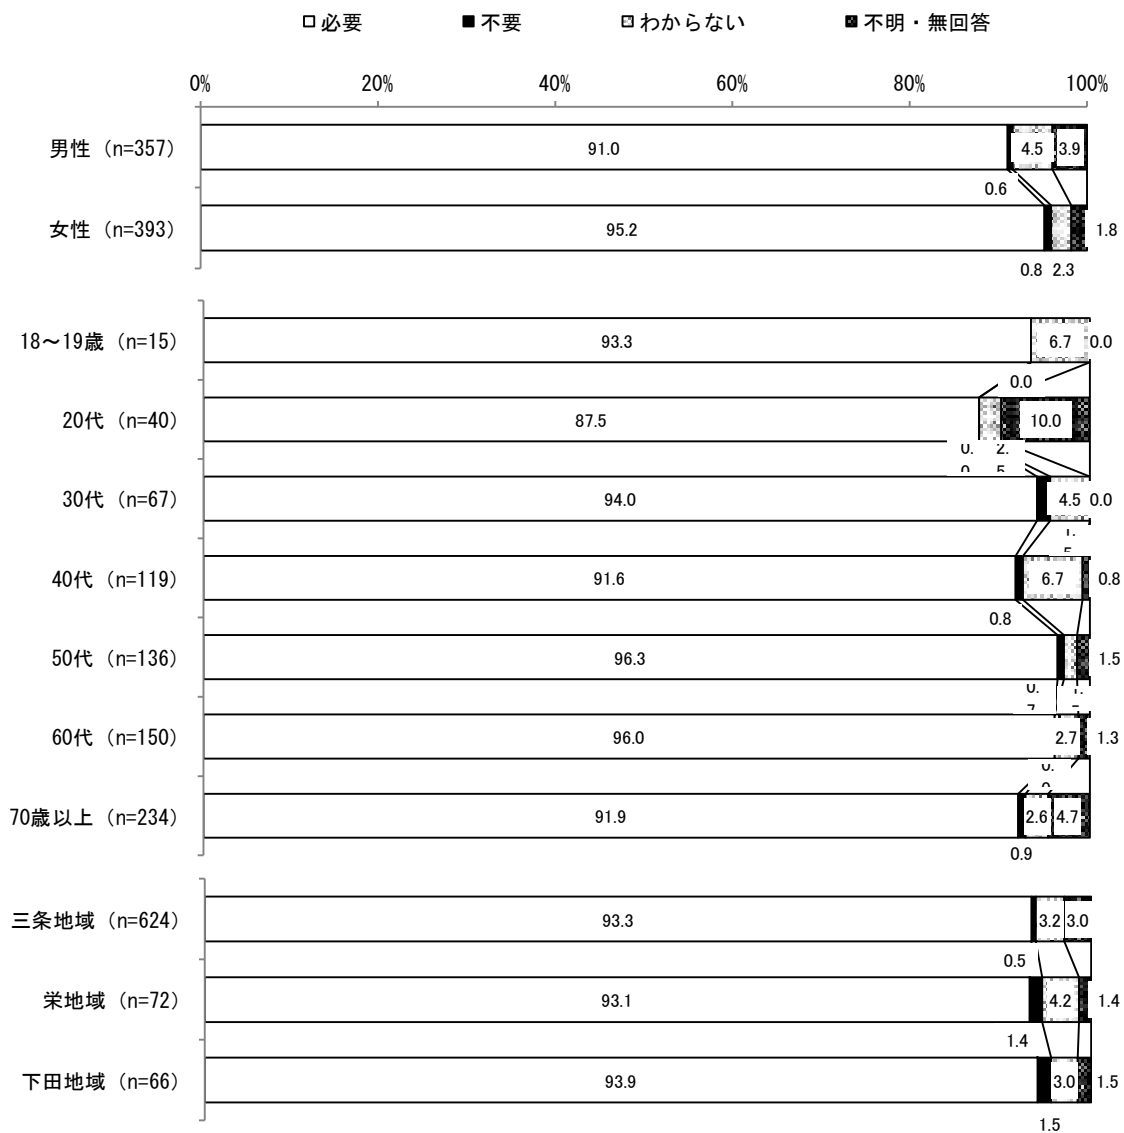 必要 不要 わからない 不明・無回答
0% 20% 40% 60% 80% 100%
男性（n=357） 91.0 4.5 3.9
0.6
女性（n=393） 95.2 1.8
0.8 2.3
18～19歳（n=15） 93.3 6.7 0.0
0.0
20代（n=40） 87.5 10.0
30代（n=67） 94.0 4.5 0.0
40代（n=119） 91.6 6.7 0.8
0.8
50代（n=136） 96.3 1.5
60代（n=150） 96.0 2.7 1.3
70歳以上（n=234） 91.9 2.6 4.7
0.9
三条地域（n=624） 93.3 3.2 3.0
0.5
栄地域（n=72） 93.1 4.2 1.4
1.4
下田地域（n=66） 93.9 3.0 1.5
1.5